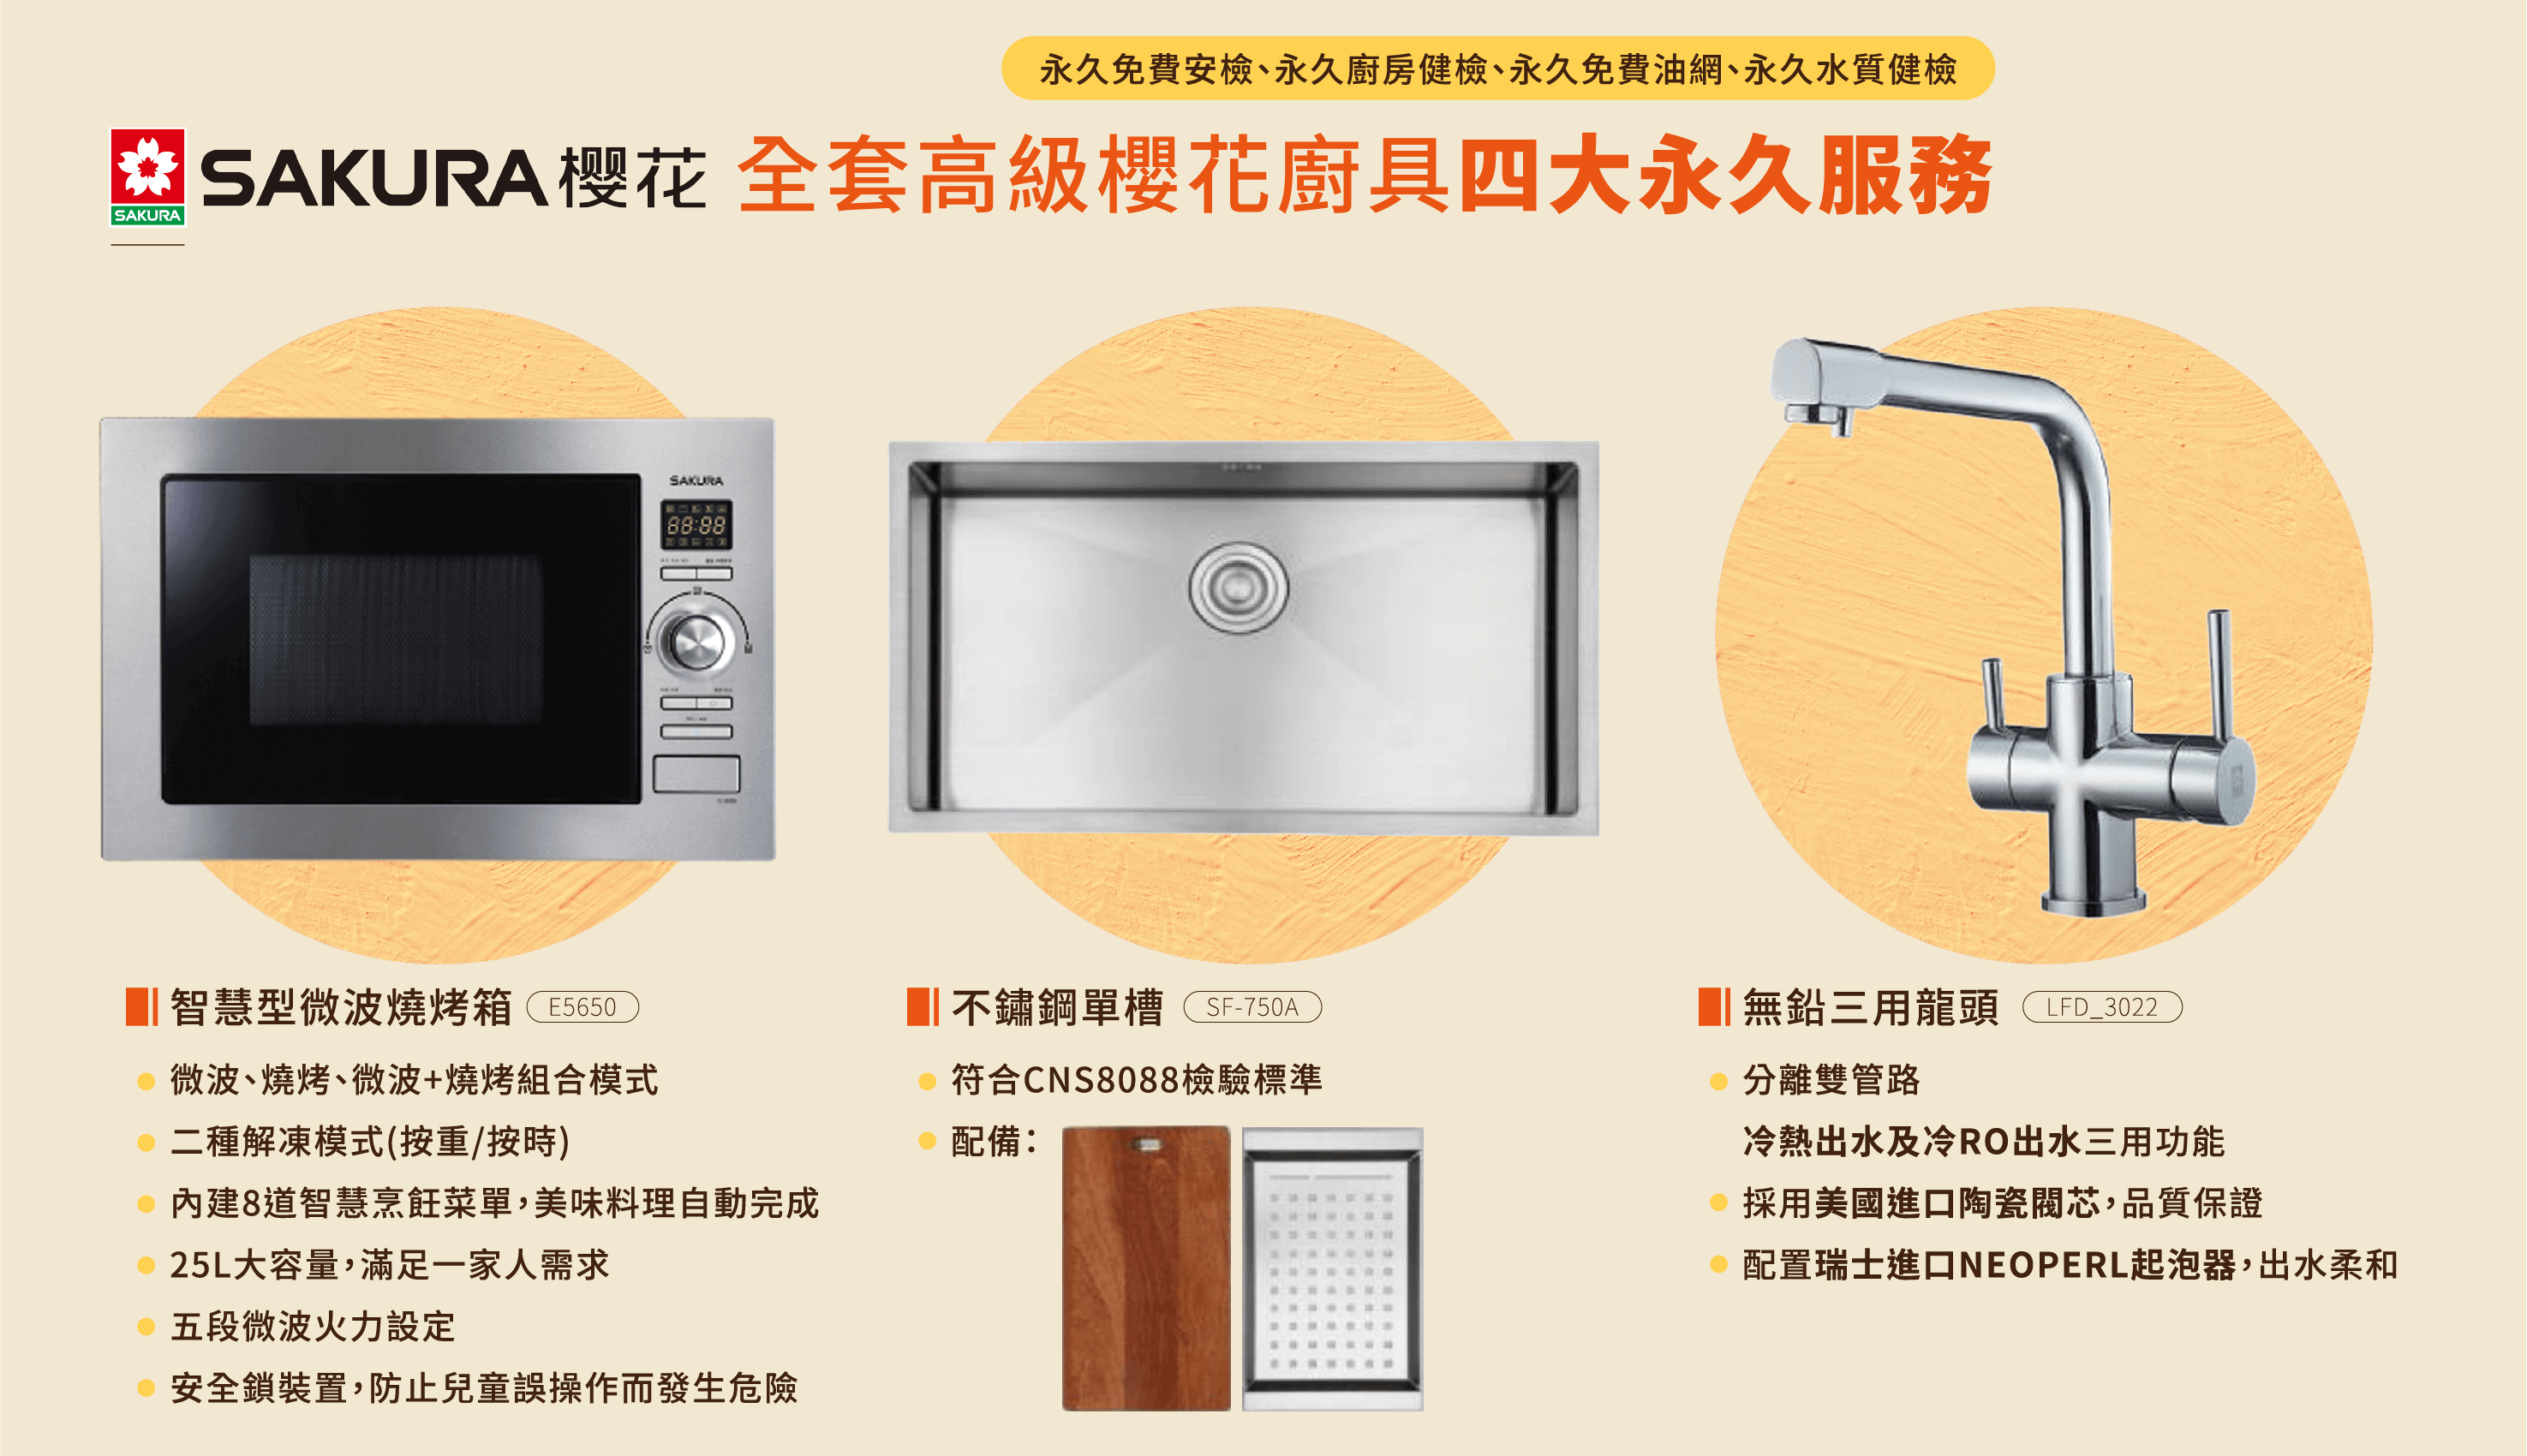 永久免費安檢、永久廚房健檢、永久免費油網、永久水質健檢
SAKURA
SAKURA 櫻花 全套高級櫻花廚具四大永久服務
SAKURA
88:88
智慧型微波燒烤箱 E5650
微波、燒烤、微波+燒烤組合模式
二種解凍模式(按重/按時)
內建8道智慧烹飪菜單，美味料理自動完成
25L大容量，滿足一家人需求
五段微波火力設定
安全鎖裝置，防止兒童誤操作而發生危險
不鏽鋼單槽 SF-750A
符合CNS8088檢驗標準
配備：
無鉛三用龍頭 LFD_3022
分離雙管路
冷熱出水及冷RO出水三用功能
採用美國進口陶瓷閥芯，品質保證
配置瑞士進口NEOPERL起泡器，出水柔和